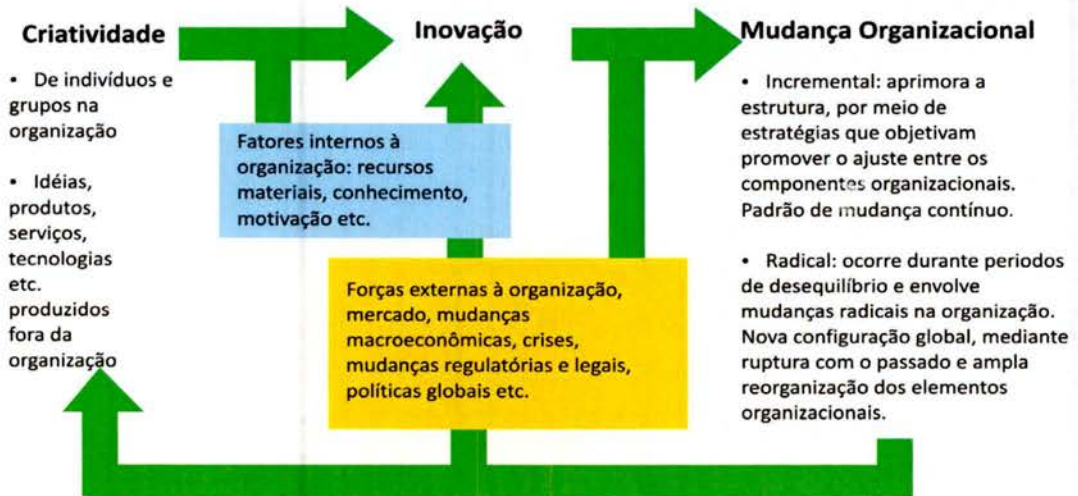 Criatividade
• De indivíduos e
grupos na
organização
• Idéias,
produtos,
serviços,
tecnologias
etc.
produzidos
fora da
organização
Inovação
Fatores internos à
organização: recursos
materiais, conhecimento,
motivação etc.
Forças externas à organização,
mercado, mudanças
macroeconômicas, crises,
mudanças regulatórias e legais,
políticas globais etc.
Mudança Organizacional
• Incremental: aprimora a
estrutura, por meio de
estratégias que objetivam
promover o ajuste entre os
componentes organizacionais.
Padrão de mudança contínuo.
• Radical: ocorre durante periodos
de desequilíbrio e envolve
mudanças radicais na organização.
Nova configuração global, mediante
ruptura com o passado e ampla
reorganização dos elementos
organizacionais.